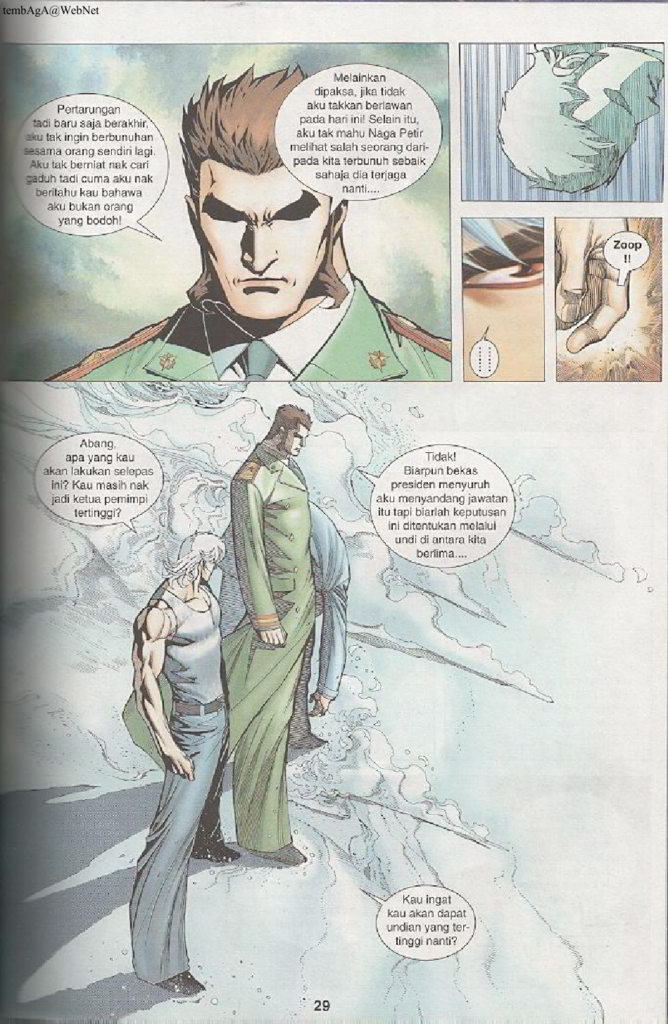 tembAgA@WebNet
Pertarungan
tadi baru saja berakhir,
aku tak ingin berbunuhan
sesama orang sendiri lagi.
Aku tak berniat nak cari
gaduh tadi cuma aku nak
beritahu kau bahawa
aku bukan orang
yang bodoh!
Melainkan
dipaksa, jika tidak
aku takkan berlawan
pada hari ini! Selain itu,
aku tak mahu Naga Petir
melihat salah seorang dari-
pada kita terbunuh sebaik
sahaja dia terjaga
nanti....
Zoop
!!
Abang,
apa yang kau
akan lakukan selepas
ini? Kau masih nak
jadi ketua pemimpi
tertinggi?
Tidak!
Biarpun bekas
presiden menyuruh
aku menyandang jawatan
itu tapi biarlah keputusan
ini ditentukan melalui
undi di antara kita
berlima....
Kau ingat
kau akan dapat
undian yang ter-
tinggi nanti?
29